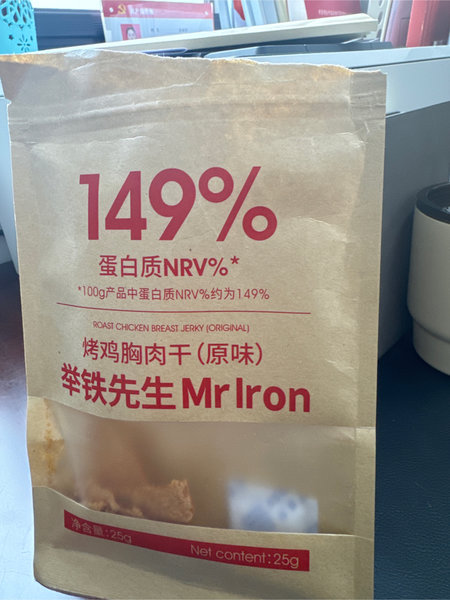 149%
蛋白质NRV%*
*100g产品中蛋白质NRV%约为149%
ROAST CHICKEN BREAST JERKY (ORIGINAL)
烤鸡胸肉干(原味)
举铁先生 Mr Iron
净含量:25g
Net content:25g